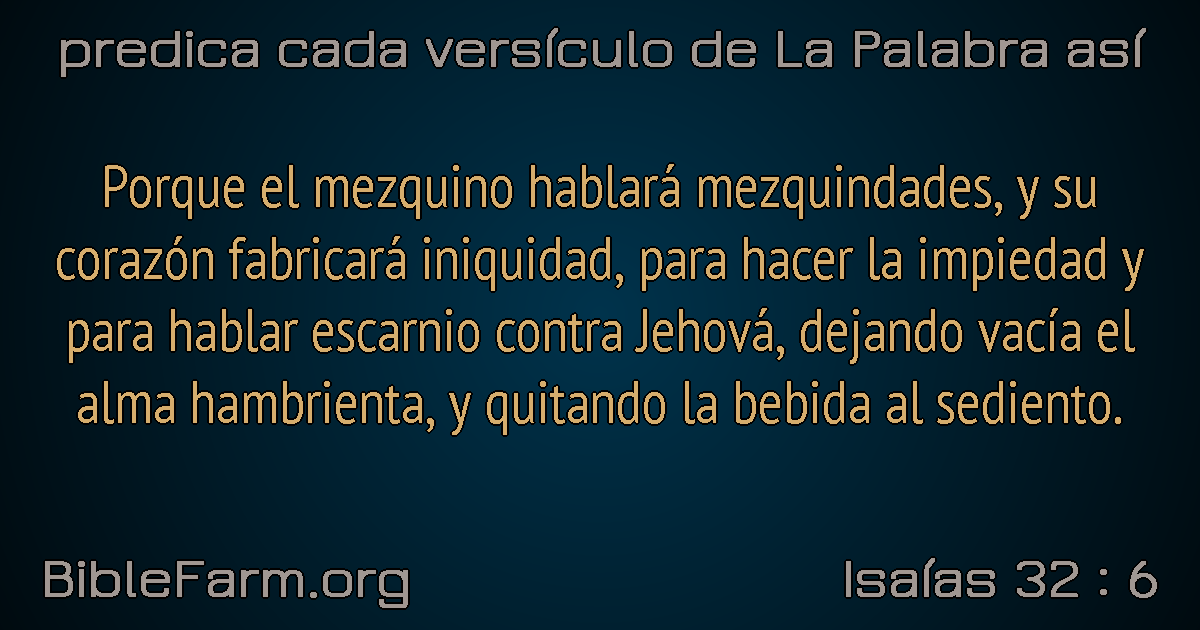 predica cada versículo de La Palabra así
Porque el mezquino hablará mezquindades, y su
corazón fabricará iniquidad, para hacer la impiedad y
para hablar escarnio contra Jehová, dejando vacía el
alma hambrienta, y quitando la bebida al sediento.
BibleFarm.org
Isaías 32 : 6